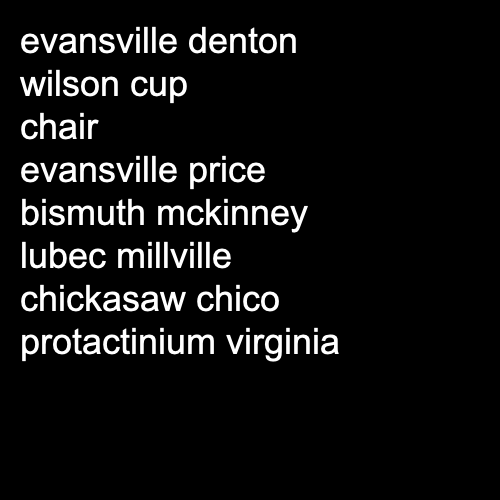 evansville denton
wilson cup
chair
evansville price
bismuth mckinney
lubec millville
chickasaw chico
protactinium virginia